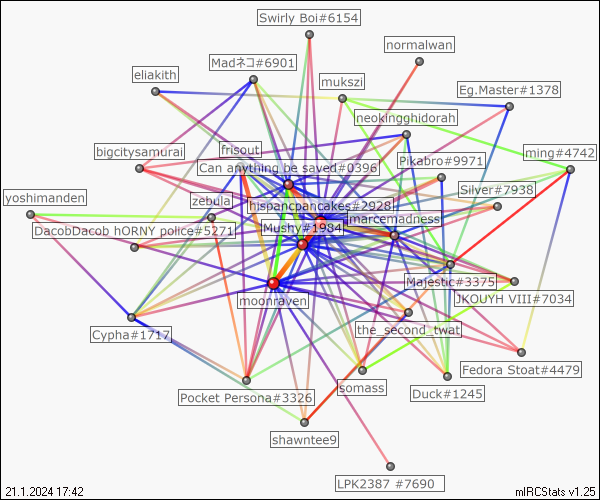 Swirly Boi#6154
normalwan
Madネコ#6901
eliakith
mukszi
Eg.Master#1378
neokingghidorah
frisout
bigcitysamurai
ming#4742
Pikabro#9971
Can anything be saved#0396
Silver#7938
yoshimanden
zebula
hispancpancakes#2928
marcemadness
Mushy#1984
DacobDacob hORNY police#5271
Majestic#3375
JKOUYH VIII#7034
moonraven
the_second_twat
Cypha#1717
Fedora Stoat#4479
somass
Duck#1245
Pocket Persona#3326
shawntee9
LPK2387 #7690
21.1.2024 17:42
mIRCStats v1.25